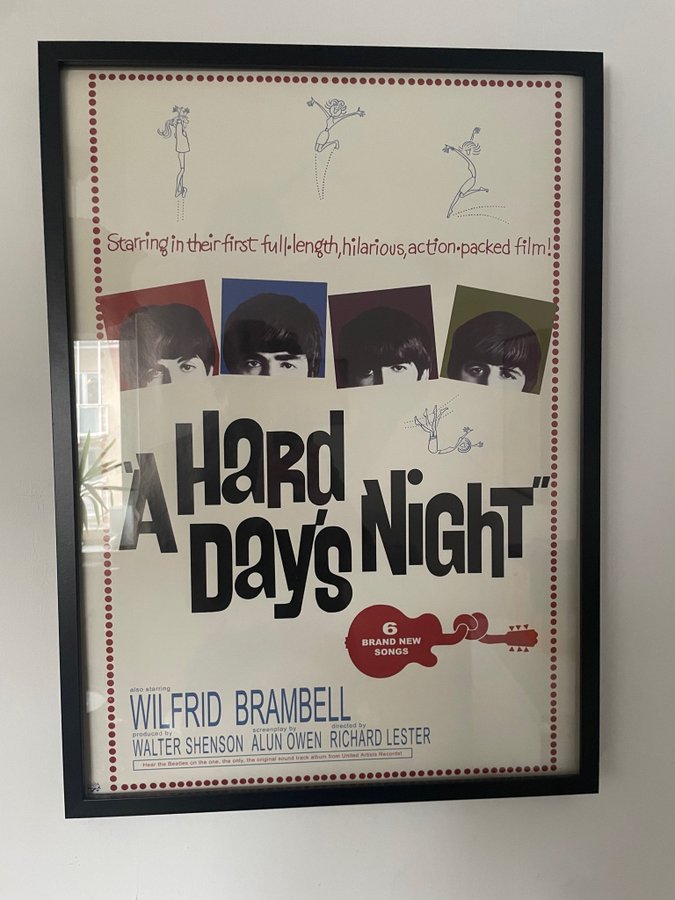 Starring in their first full-length, hilarious, action-packed film!
"A HARD
DAY'S NIGHT"
6
BRAND NEW
SONGS
also starring
WILFRID BRAMBELL
produced by screenplay by directed by
WALTER SHENSON ALUN OWEN RICHARD LESTER
Hear the Beatles on the one, the only, the original sound track album from United Artists Records!